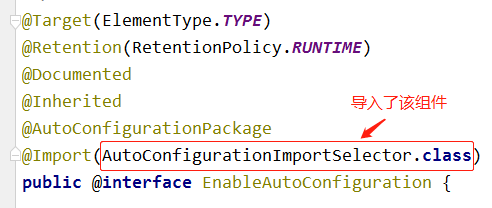 @Target(ElementType.TYPE)
@Retention(RetentionPolicy.RUNTIME)
@Documented
@Inherited
导入了该组件
@AutoConfigurationPackage
@Import(AutoConfigurationImportSelector.class)
public @interface EnableAutoConfiguration {